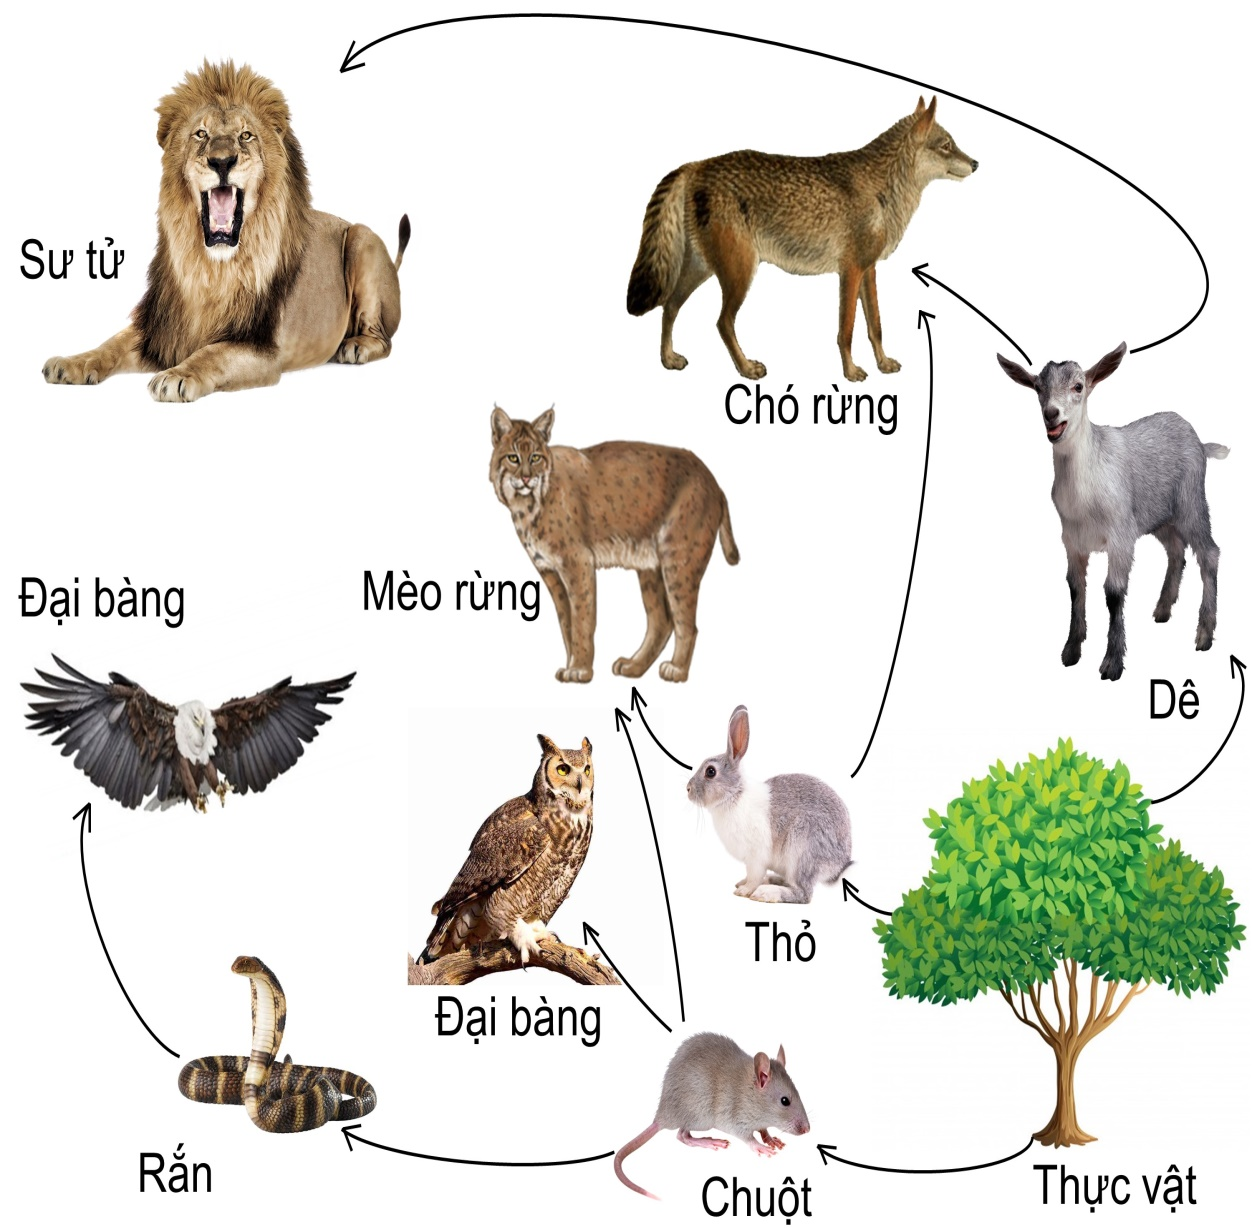 Sư tử
Chó rừng
Mèo rừng
Đại bàng
Dê
Thỏ
Đại bàng
Rắn
Chuột
Thực vật